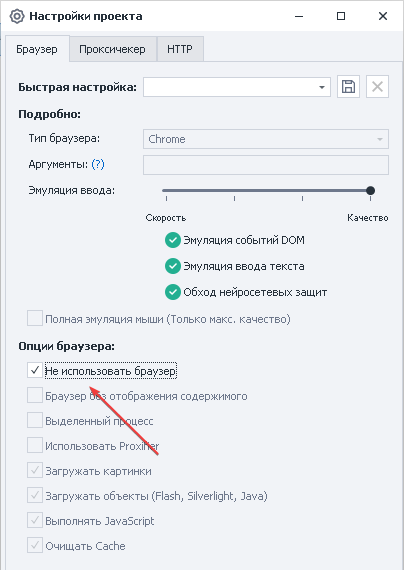 Настройки проекта
Браузер Проксичекер HTTP
Быстрая настройка:
Подробно:
Тип браузера: Chrome
Аргументы: (?)
Эмуляция ввода:
Скорость Качество
Эмуляция событий DOM
Эмуляция ввода текста
Обход нейросетевых защит
Полная эмуляция мыши (Только макс. качество)
Опции браузера:
Не использовать браузер
Браузер без отображения содержимого
Выделенный процесс
Использовать Proxifier
Загружать картинки
Загружать объекты (Flash, Silverlight, Java)
Выполнять JavaScript
Очищать Cache